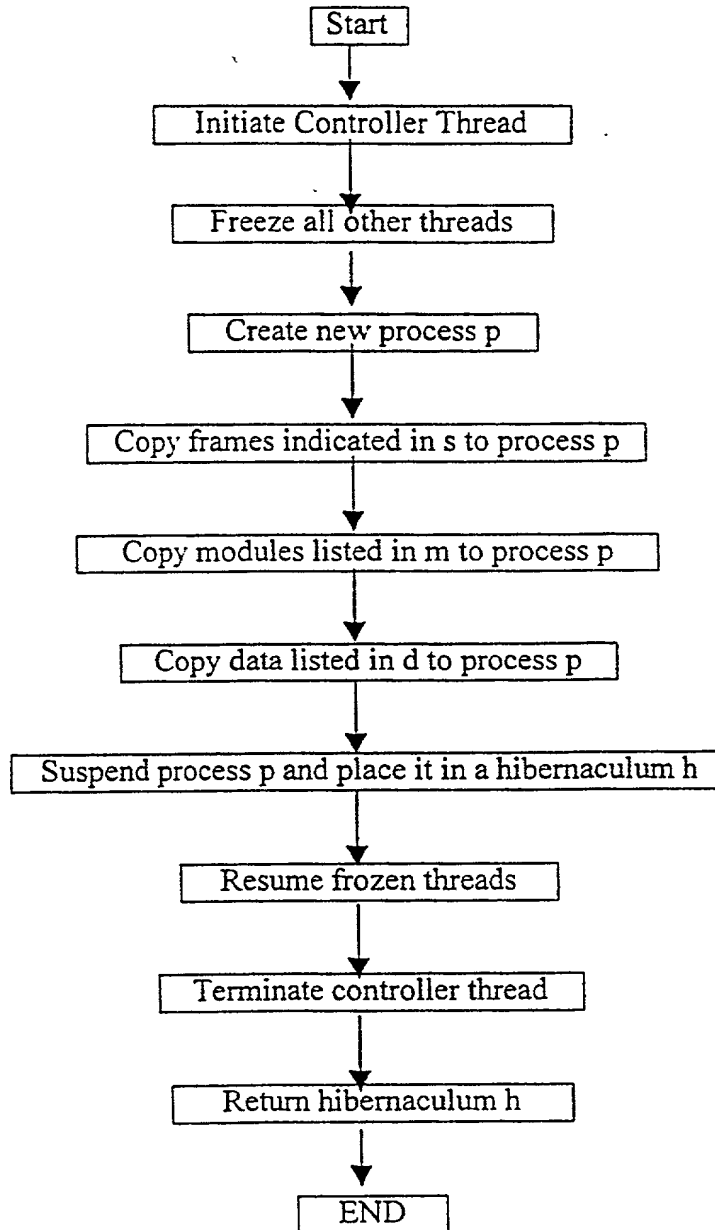 Start
Initiate Controller Thread
Freeze all other threads
Create new process p
Copy frames indicated in s to process p
Copy modules listed in m to process p
Copy data listed in d to process p
Suspend process p and place it in a hibernaculum h
Resume frozen threads
Terminate controller thread
Return hibernaculum h
END